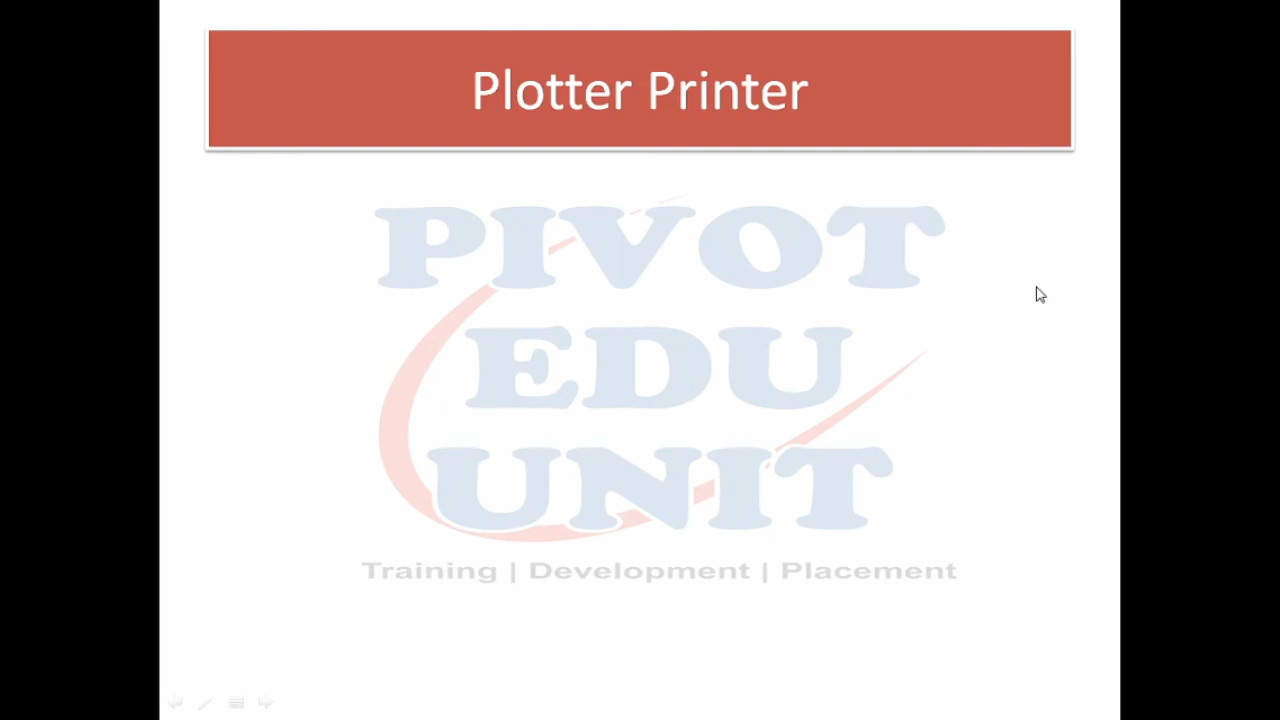 Plotter Printer
PIVOT
EDU
UNIT
Training | Development | Placement